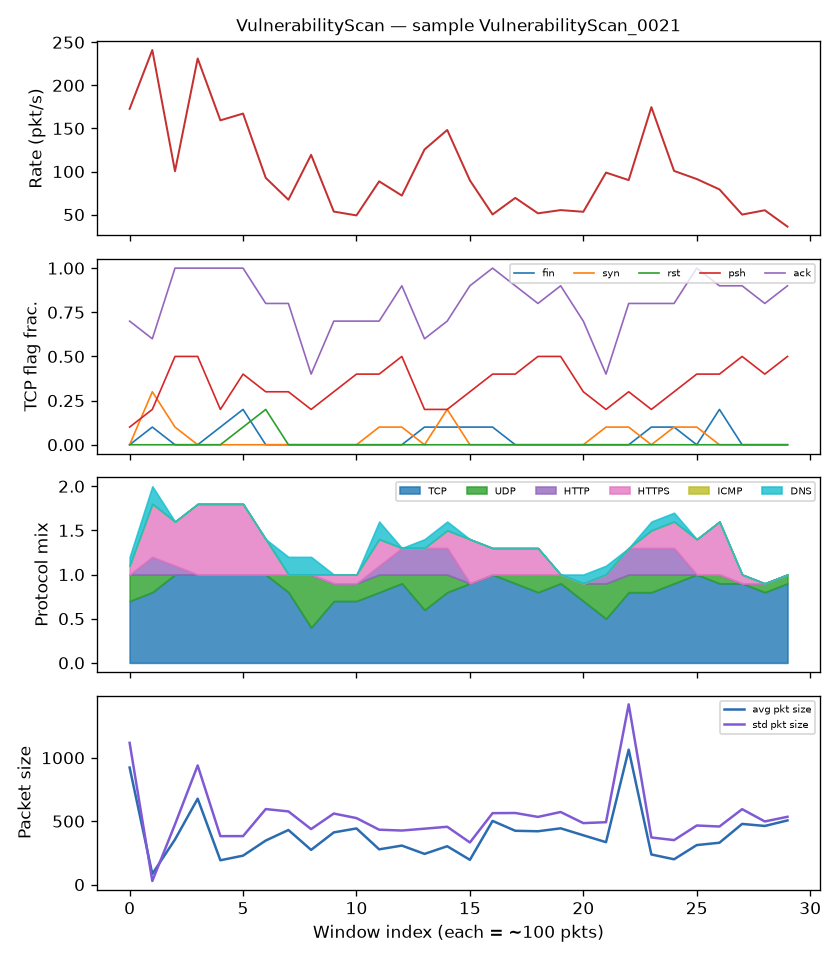 VulnerabilityScan — sample VulnerabilityScan_0021
250
200
150
100
50
Rate (pkt/s)
1.00
0.75
0.50
0.25
0.00
TCP flag frac.
fin syn rst psh ack
2.0
1.5
1.0
0.5
0.0
Protocol mix
TCP UDP HTTP HTTPS ICMP DNS
1000
500
0
Packet size
avg pkt size
std pkt size
0 5 10 15 20 25 30
Window index (each = ~100 pkts)